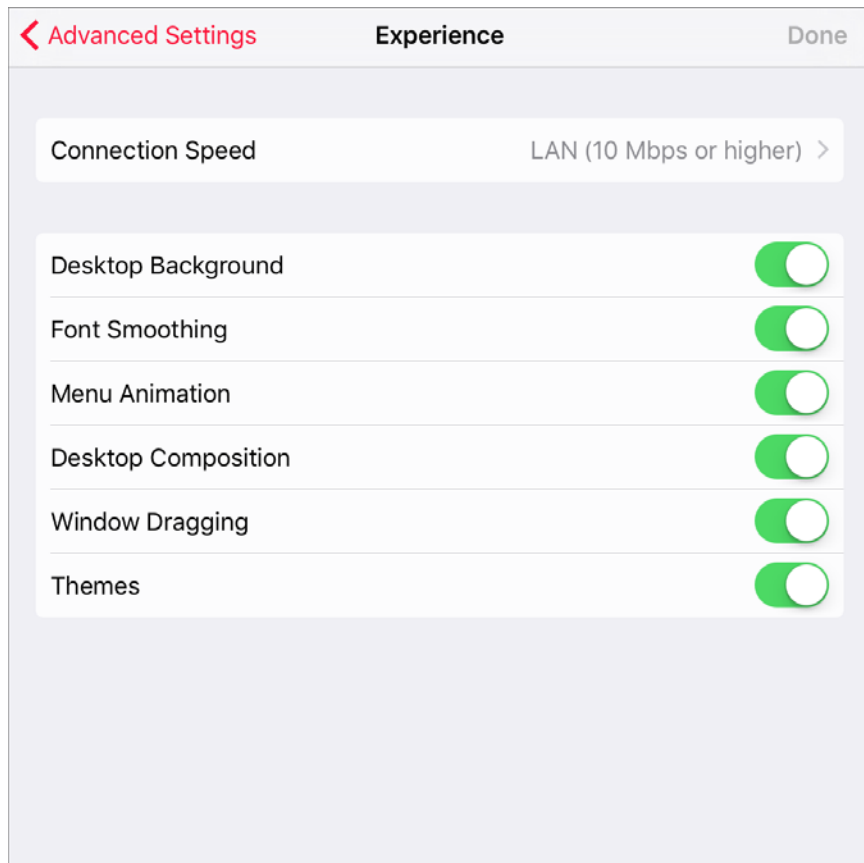 Advanced Settings Experience Done
Connection Speed LAN (10 Mbps or higher)
Desktop Background
Font Smoothing
Menu Animation
Desktop Composition
Window Dragging
Themes